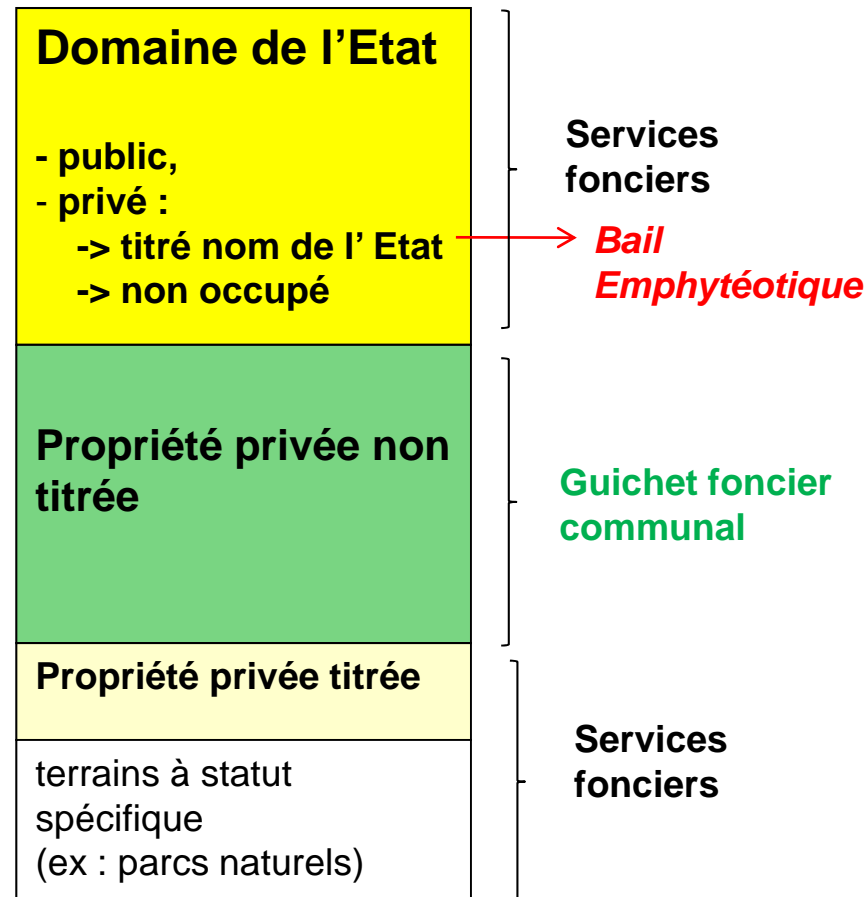 Domaine de l’Etat
- public,
- privé :
-> titré nom de l’ Etat
-> non occupé
Services
fonciers
Bail
Emphytéotique
Propriété privée non
titrée
Guichet foncier
communal
Propriété privée titrée
terrains à statut
spécifique
(ex : parcs naturels)
Services
fonciers